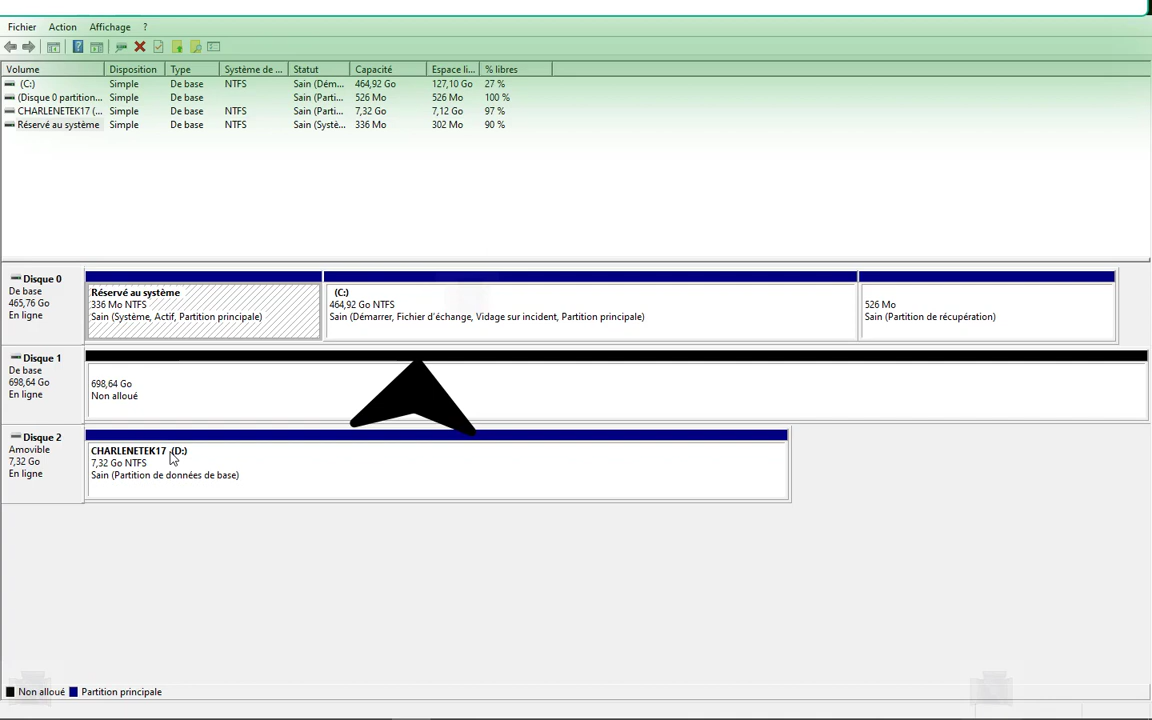 Fichier Action Affichage ?
Volume Disposition Type Système de ... Statut Capacité Espace li... % libres
(C:) Simple De base NTFS Sain (Dém... 464,92 Go 127,10 Go 27 %
(Disque 0 partition... Simple De base Sain (Parti... 526 Mo 526 Mo 100 %
CHARLENETEK17 (... Simple De base NTFS Sain (Parti... 7,32 Go 7,12 Go 97 %
Réservé au système Simple De base NTFS Sain (Systè... 336 Mo 302 Mo 90 %
Disque 0
De base
465,76 Go
En ligne
Réservé au système
336 Mo NTFS
Sain (Système, Actif, Partition principale)
(C:)
464,92 Go NTFS
Sain (Démarrer, Fichier d'échange, Vidage sur incident, Partition principale)
526 Mo
Sain (Partition de récupération)
Disque 1
De base
698,64 Go
En ligne
698,64 Go
Non alloué
Disque 2
Amovible
7,32 Go
En ligne
CHARLENETEK17 (D:)
7,32 Go NTFS
Sain (Partition de données de base)
Non alloué Partition principale